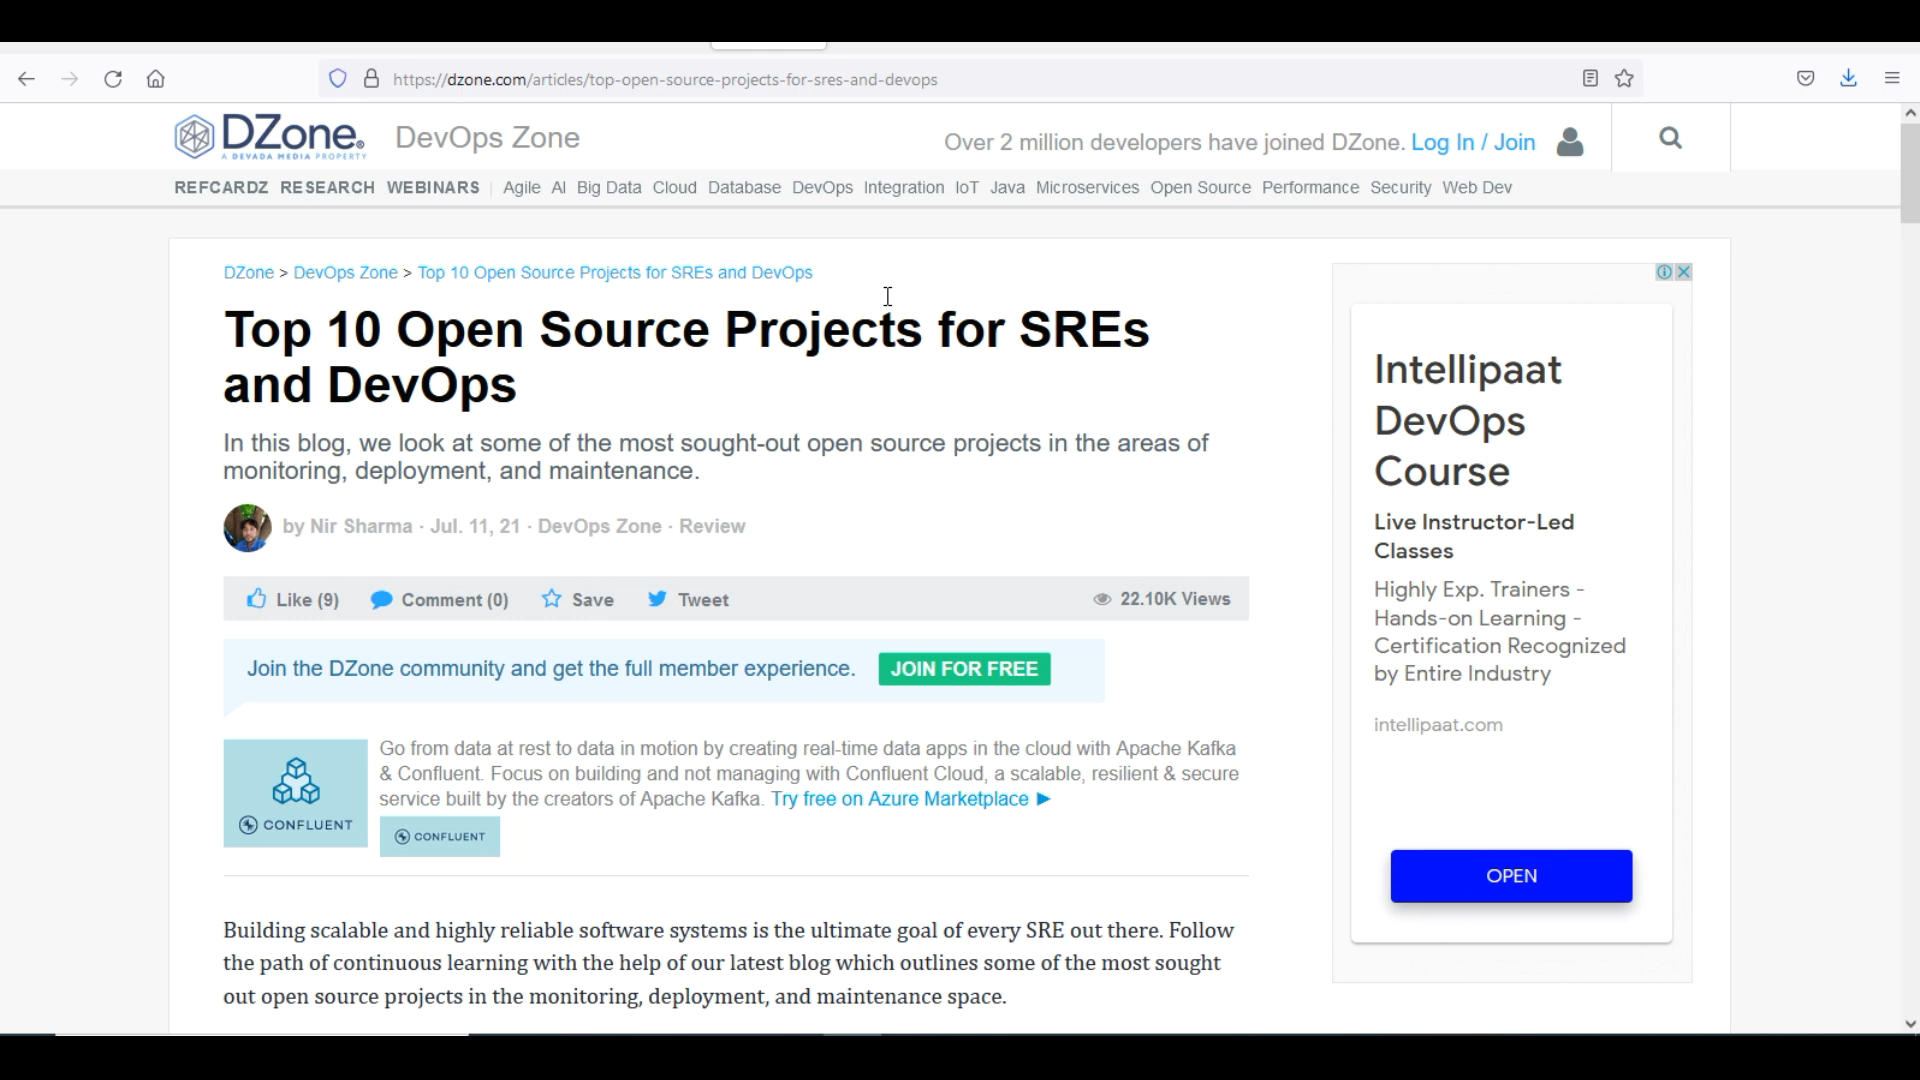 https://dzone.com/articles/top-open-source-projects-for-sres-and-devops
DZone. DevOps Zone
A DEVADA MEDIA PROPERTY
Over 2 million developers have joined DZone. Log In / Join
REFCARDZ RESEARCH WEBINARS Agile AI Big Data Cloud Database DevOps Integration IoT Java Microservices Open Source Performance Security Web Dev
DZone > DevOps Zone > Top 10 Open Source Projects for SREs and DevOps
Top 10 Open Source Projects for SREs
and DevOps
In this blog, we look at some of the most sought-out open source projects in the areas of
monitoring, deployment, and maintenance.
by Nir Sharma · Jul. 11, 21 · DevOps Zone · Review
Like (9) Comment (0) Save Tweet 22.10K Views
Join the DZone community and get the full member experience. JOIN FOR FREE
Go from data at rest to data in motion by creating real-time data apps in the cloud with Apache Kafka
& Confluent. Focus on building and not managing with Confluent Cloud, a scalable, resilient & secure
service built by the creators of Apache Kafka. Try free on Azure Marketplace ►
CONFLUENT
CONFLUENT
Building scalable and highly reliable software systems is the ultimate goal of every SRE out there. Follow
the path of continuous learning with the help of our latest blog which outlines some of the most sought
out open source projects in the monitoring, deployment, and maintenance space.
Intellipaat
DevOps
Course
Live Instructor-Led
Classes
Highly Exp. Trainers -
Hands-on Learning -
Certification Recognized
by Entire Industry
intellipaat.com
OPEN